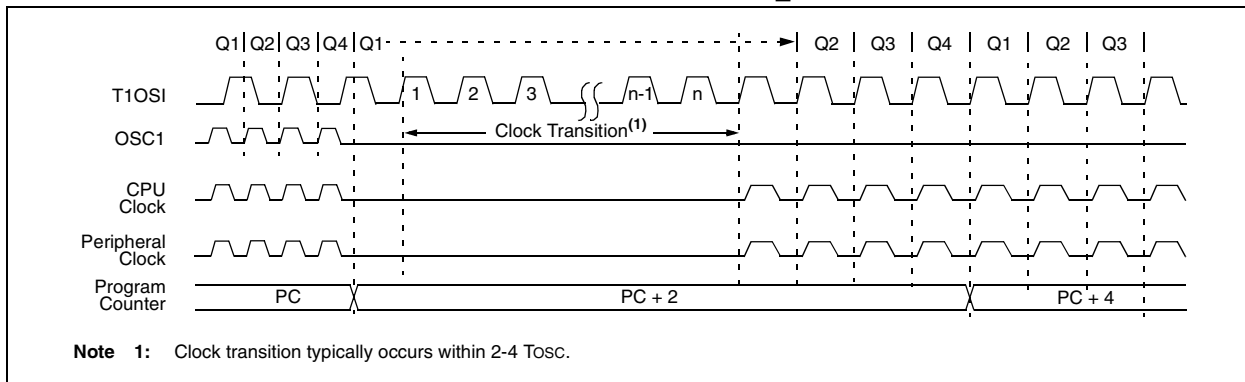 Q1 Q2 Q3 Q4 Q1 Q2 Q3 Q4 Q1 Q2 Q3
T1OSI 1 2 3 n-1 n
Clock Transition(1)
OSC1
CPU
Clock
Peripheral
Clock
Program
Counter
PC PC + 2 PC + 4
Note 1: Clock transition typically occurs within 2-4 TOSC.